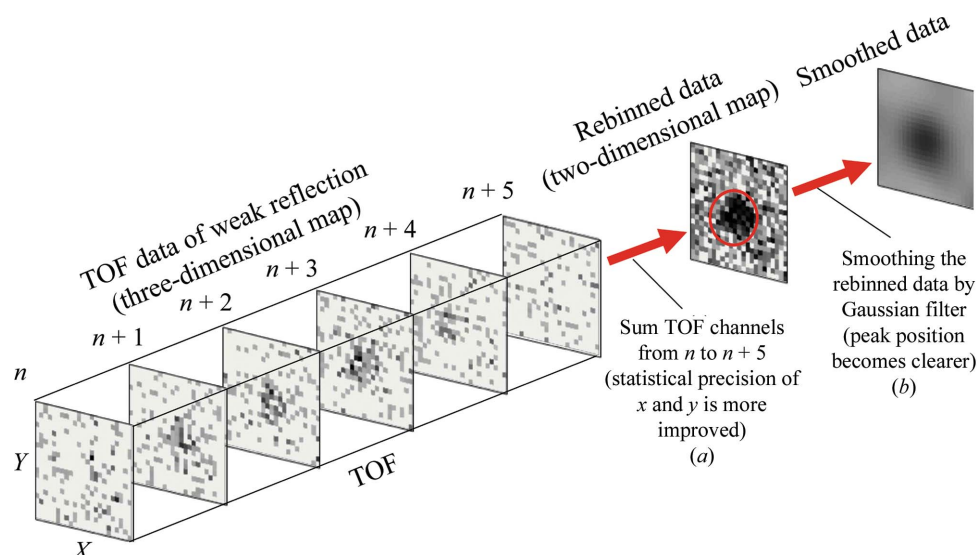 TOF data of weak reflection
(three-dimensional map)
n
n + 1
n + 2
n + 3
n + 4
n + 5
Y
X
TOF
Rebinned data
(two-dimensional map)
Smoothed data
Sum TOF channels
from n to n + 5
(statistical precision of
x and y is more
improved)
(a)
Smoothing the
rebinned data by
Gaussian filter
(peak position
becomes clearer)
(b)